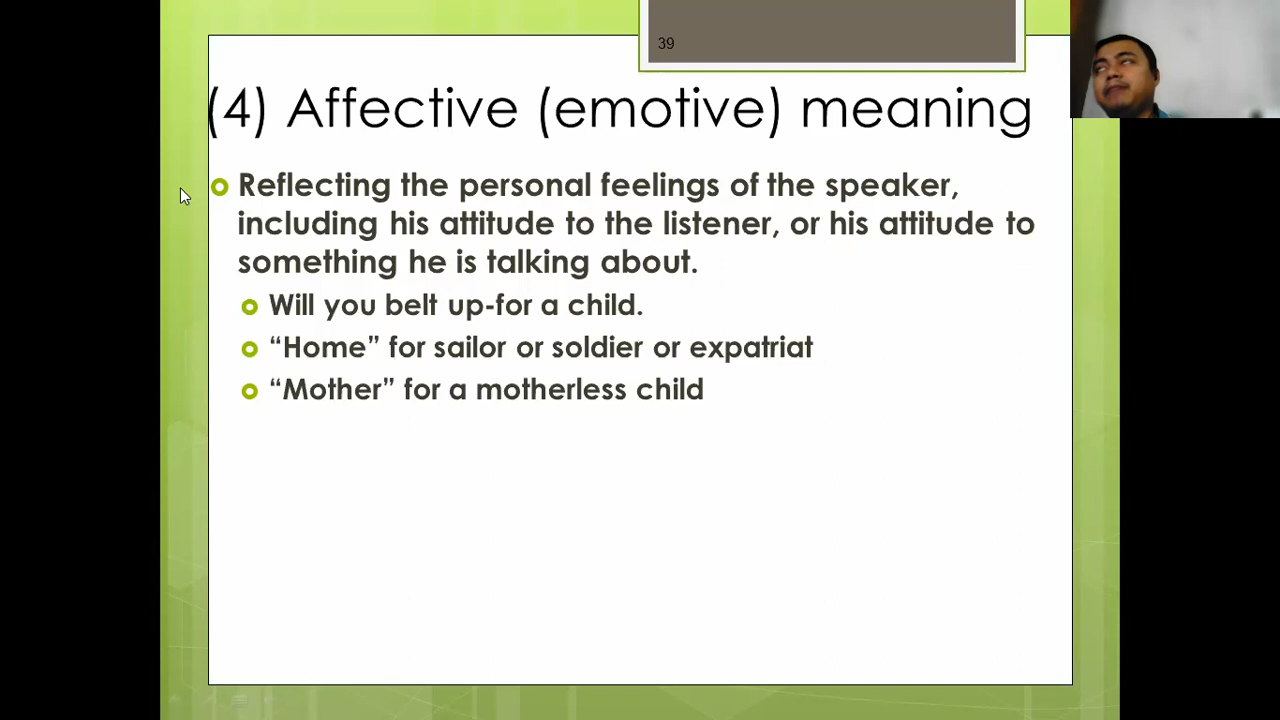 39
(4) Affective (emotive) meaning
Reflecting the personal feelings of the speaker,
including his attitude to the listener, or his attitude to
something he is talking about.
Will you belt up-for a child.
“Home” for sailor or soldier or expatriat
“Mother” for a motherless child